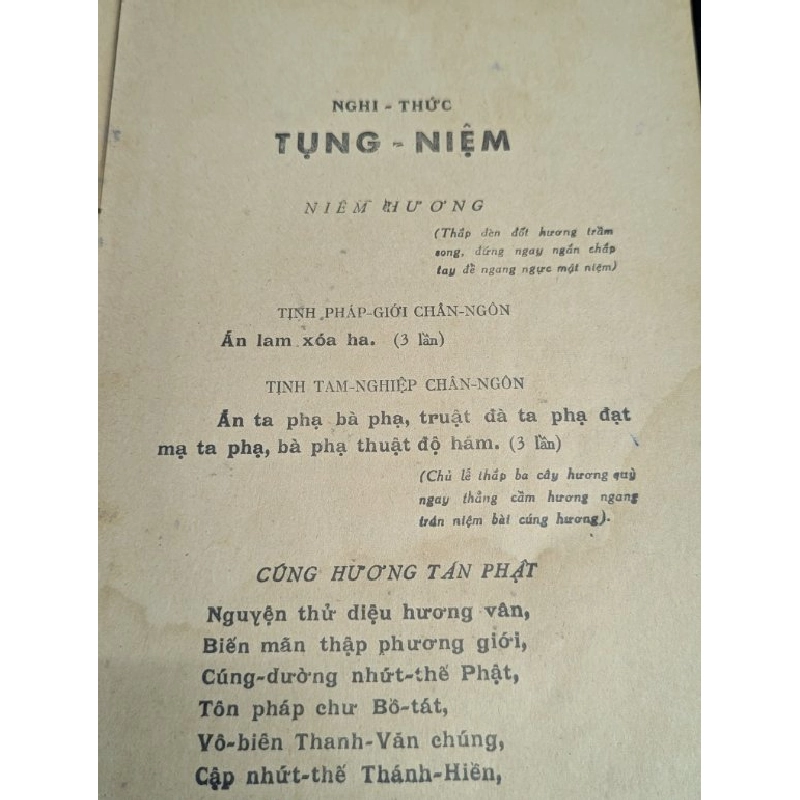 NGHI - THỨC
TỤNG - NIỆM
NIÊM HƯƠNG
(Thắp đèn đốt hương trầm
song, đứng ngay ngắn chắp
tay để ngang ngực mật niệm)
TỊNH PHÁP-GIỚI CHÂN-NGÔN
Án lam xóa ha. (3 lần)
TỊNH TAM-NGHIỆP CHÂN-NGÔN
Án ta phạ bà phạ, truật đà ta phạ đạt
mạ ta phạ, bà phạ thuật độ hám. (3 lần)
(Chủ lễ thắp ba cây hương quỳ
ngay thẳng cầm hương ngang
trán niệm bài cúng hương).
CÚNG HƯƠNG TÁN PHẬT
Nguyện thử diệu hương vân,
Biến mãn thập phương giới,
Cúng-dường nhứt-thế Phật,
Tôn pháp chư Bồ-tát,
Vô-biên Thanh-Văn chúng,
Cập nhứt-thế Thánh-Hiền,